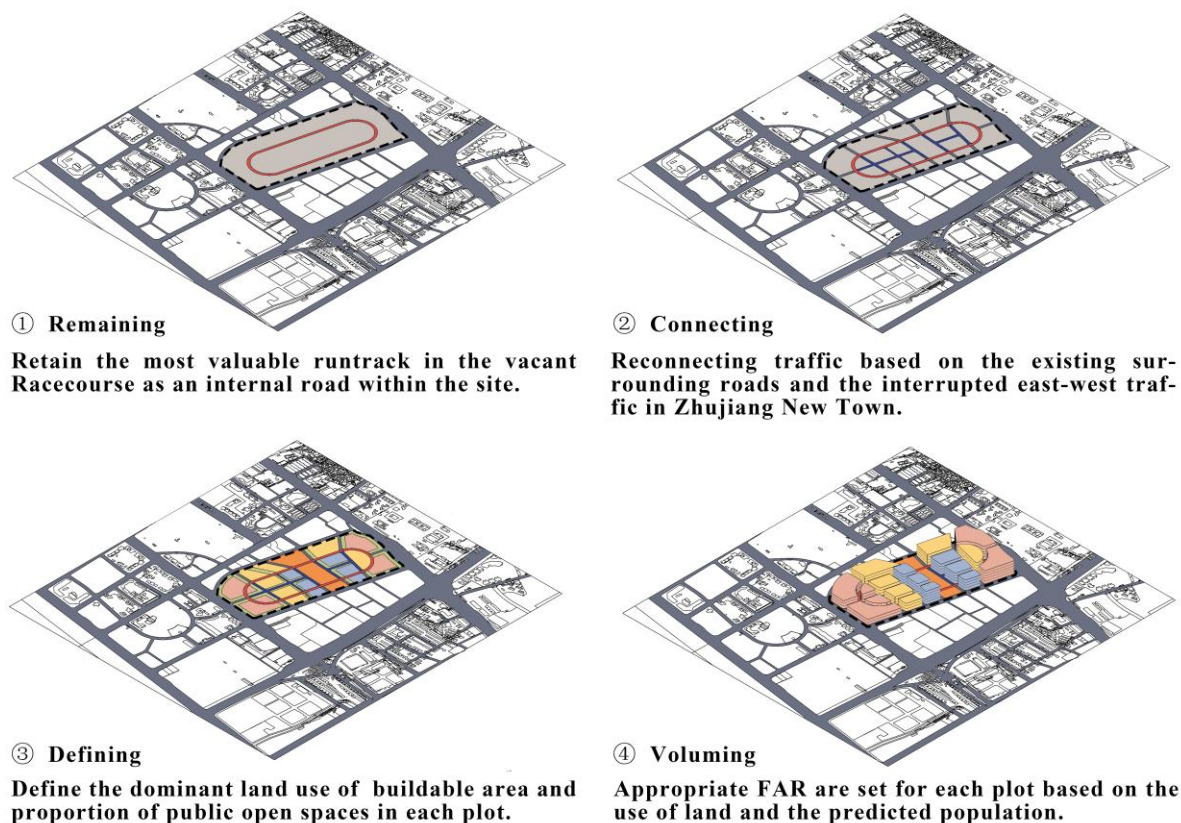 ① Remaining
Retain the most valuable runtrack in the vacant
Racecourse as an internal road within the site.
② Connecting
Reconnecting traffic based on the existing sur-
rounding roads and the interrupted east-west traf-
fic in Zhujiang New Town.
③ Defining
Define the dominant land use of buildable area and
proportion of public open spaces in each plot.
④ Voluming
Appropriate FAR are set for each plot based on the
use of land and the predicted population.